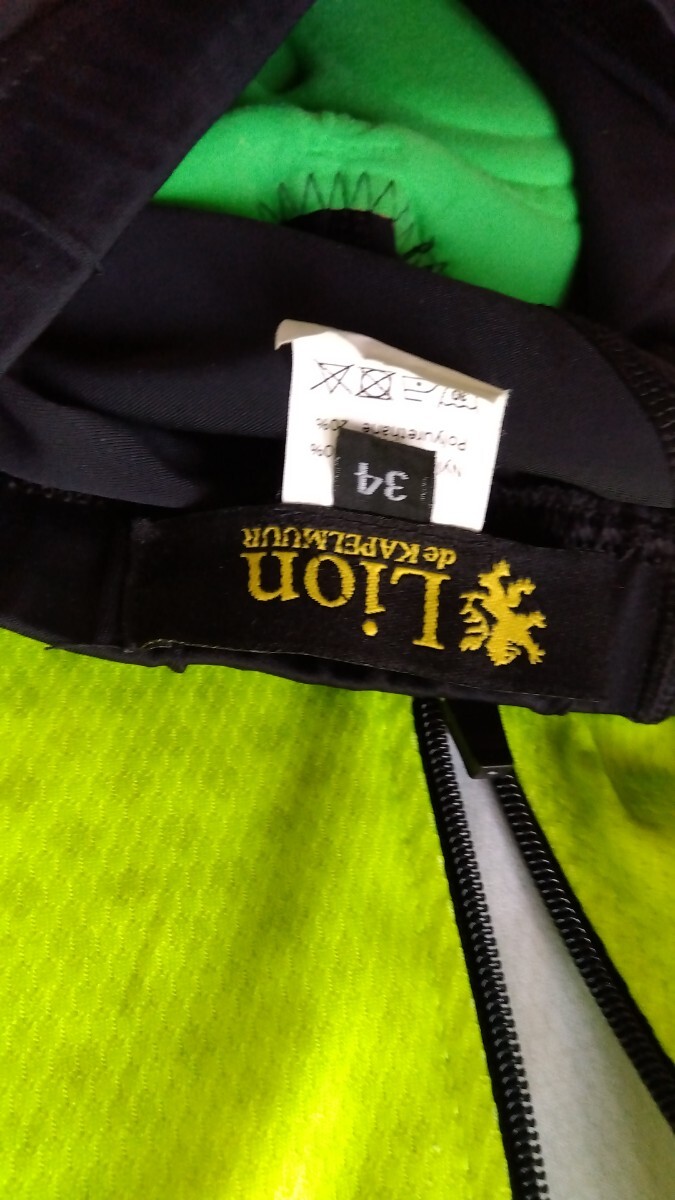 Lion
de KAPELMUUR
34
Polyurethane 20%